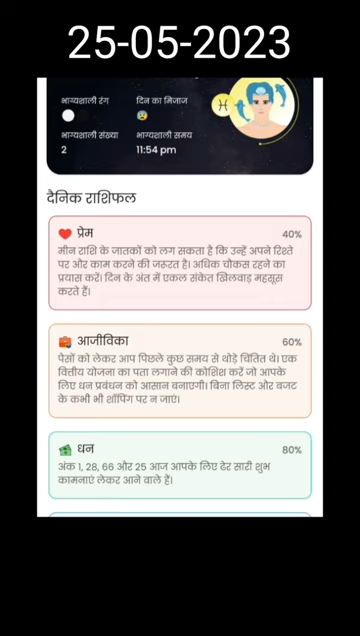 25-05-2023
भाग्यशाली रंग
दिन का मिजाज
भाग्यशाली संख्या
भाग्यशाली समय
2
11:54 pm
दैनिक राशिफल
प्रेम
40%
मीन राशि के जातकों को लग सकता है कि उन्हें अपने रिश्ते
पर और काम करने की जरूरत है। अधिक चौकस रहने का
प्रयास करें। दिन के अंत में एकल संकेत खिलवाड़ महसूस
करते हैं।
आजीविका
60%
पैसों को लेकर आप पिछले कुछ समय से थोड़े चिंतित थे। एक
वित्तीय योजना का पता लगाने की कोशिश करें जो आपके
लिए धन प्रबंधन को आसान बनाएगी। बिना लिस्ट और बजट
के कभी भी शॉपिंग पर न जाएं।
धन
80%
अंक 1, 28, 66 और 25 आज आपके लिए ढेर सारी शुभ
कामनाएं लेकर आने वाले हैं।